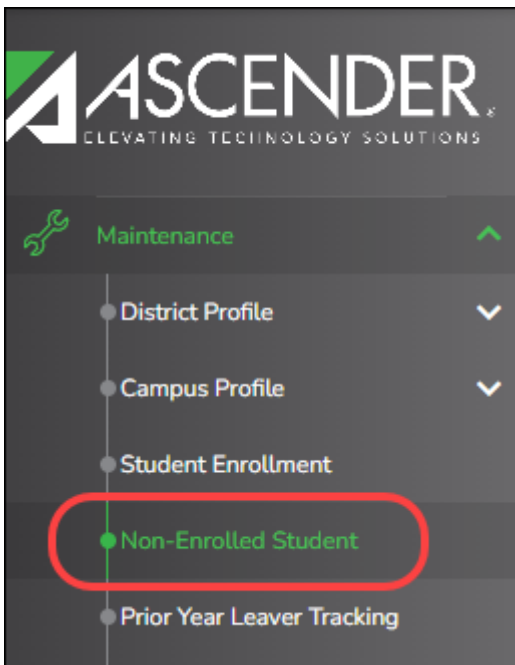 ASCENDER®
ELEVATING TECHNOLOGY SOLUTIONS
Maintenance
District Profile
Campus Profile
Student Enrollment
Non-Enrolled Student
Prior Year Leaver Tracking